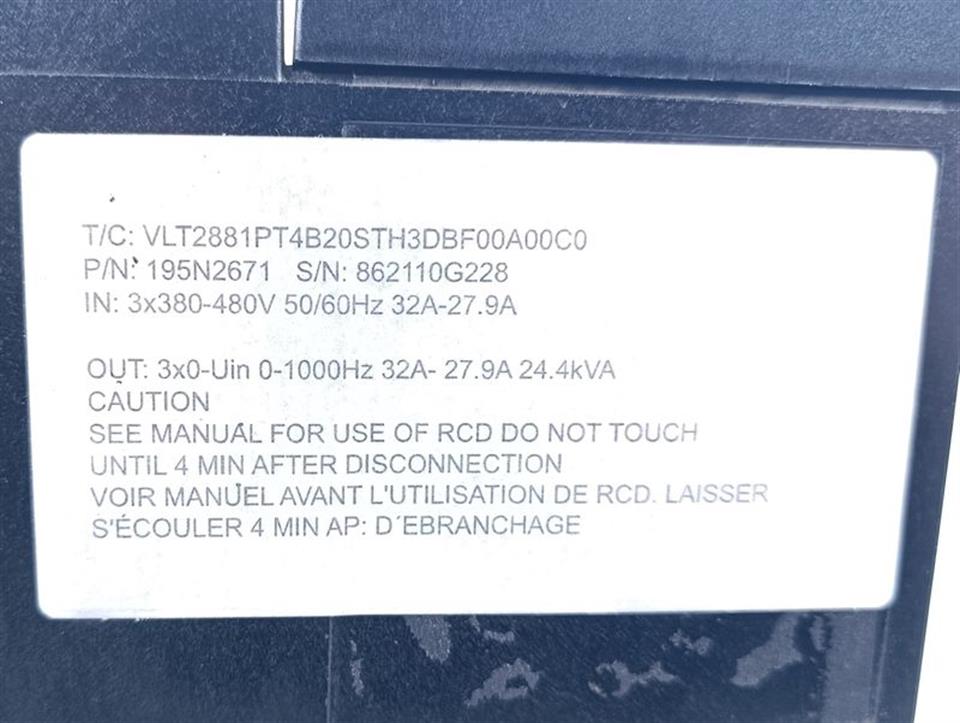 T/C: VLT2881PT4B20STH3DBF00A00C0
P/N: 195N2671 S/N: 862110G228
IN: 3x380-480V 50/60Hz 32A-27.9A
OUT: 3x0-Uin 0-1000Hz 32A- 27.9A 24.4kVA
CAUTION
SEE MANUAL FOR USE OF RCD DO NOT TOUCH
UNTIL 4 MIN AFTER DISCONNECTION
VOIR MANUEL AVANT L'UTILISATION DE RCD. LAISSER
S'ÉCOULER 4 MIN AP: D´EBRANCHAGE